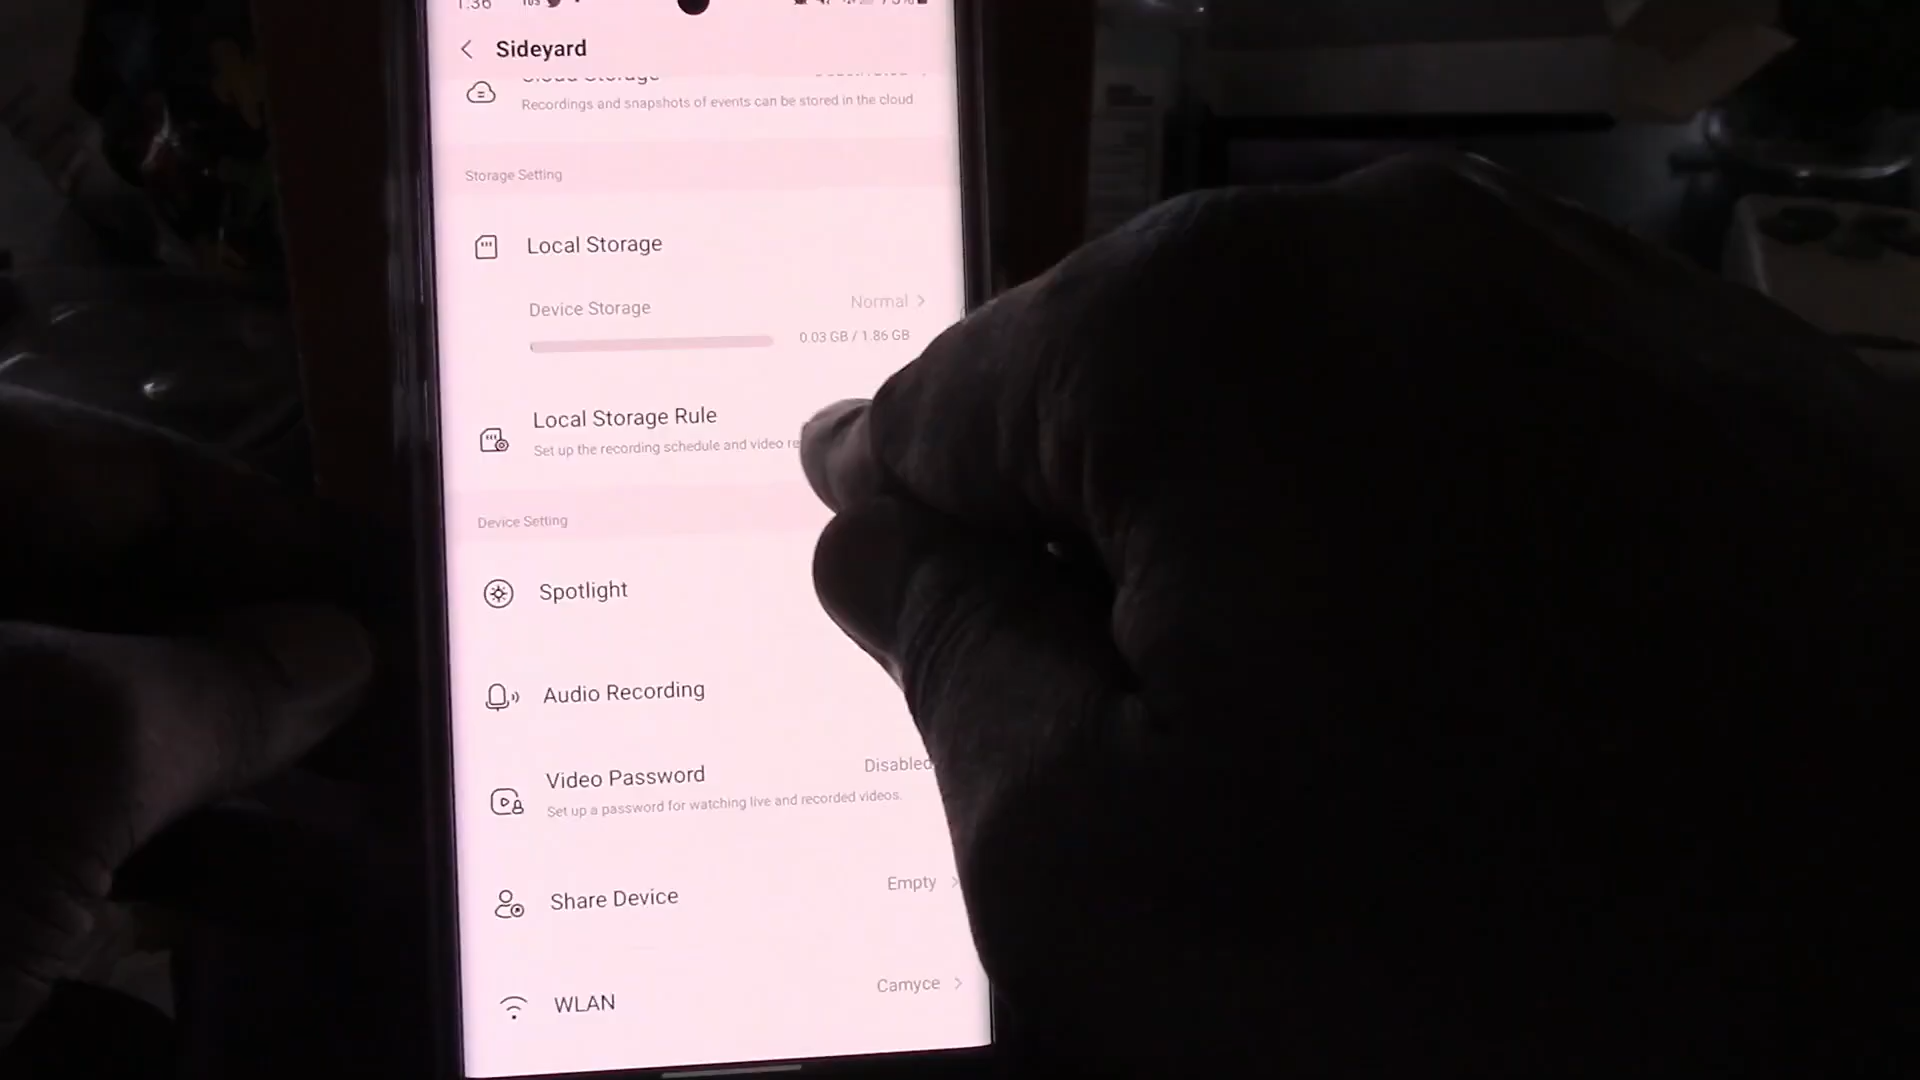 1:36
Sideyard
Cloud Storage
Recordings and snapshots of events can be stored in the cloud
Storage Setting
Local Storage
Device Storage Normal
0.03 GB / 1.86 GB
Local Storage Rule
Set up the recording schedule and video re
Device Setting
Spotlight
Audio Recording
Video Password Disabled
Set up a password for watching live and recorded videos.
Share Device Empty
WLAN Camyce